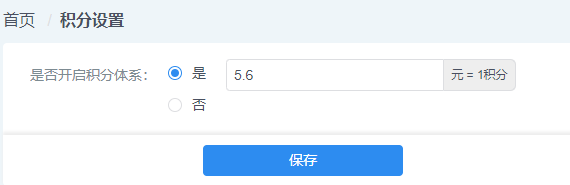 首页 / 积分设置
是否开启积分体系： 是 5.6 元 = 1积分
否
保存